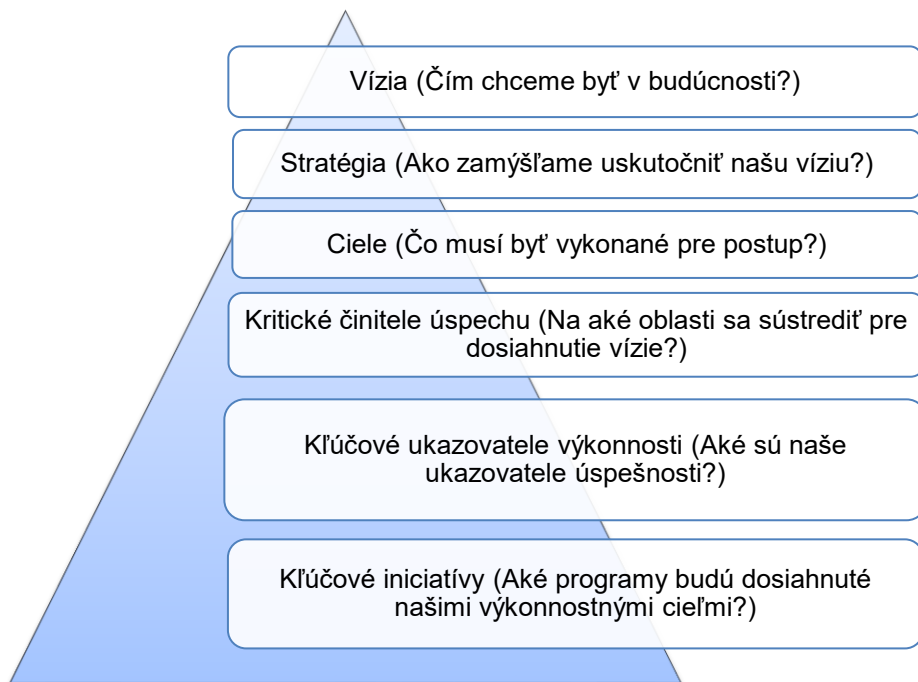 Vízia (Čím chceme byť v budúcnosti?)
Stratégia (Ako zamýšľame uskutočniť našu víziu?)
Ciele (Čo musí byť vykonané pre postup?)
Kritické činitele úspechu (Na aké oblasti sa sústrediť pre
dosiahnutie vízie?)
Kľúčové ukazovatele výkonnosti (Aké sú naše
ukazovatele úspešnosti?)
Kľúčové iniciatívy (Aké programy budú dosiahnuté
našimi výkonnostnými cieľmi?)